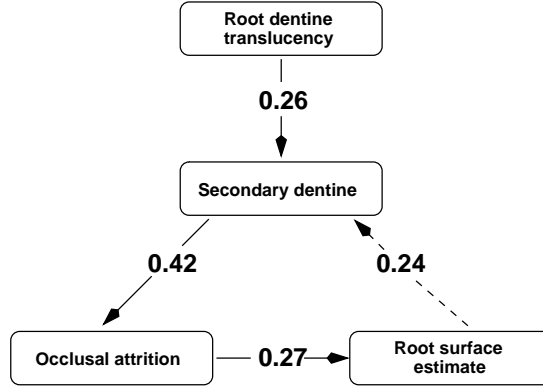 Root dentine
translucency
0.26
Secondary dentine
0.42
0.24
Occlusal attrition
0.27
Root surface
estimate